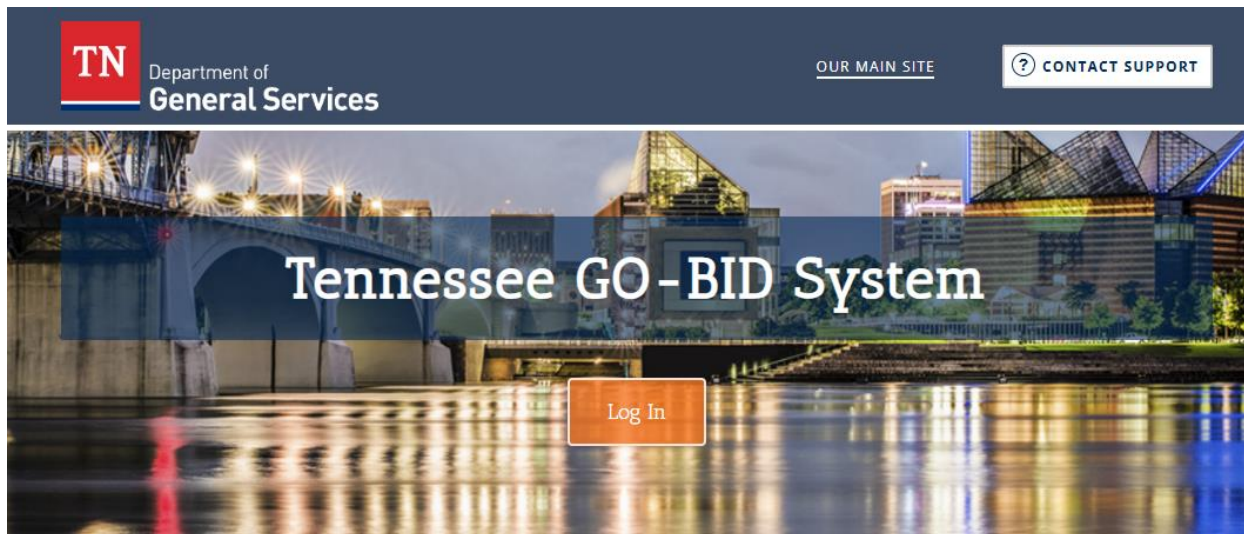 TN
Department of
General Services
OUR MAIN SITE
? CONTACT SUPPORT
Tennessee GO-BID System
Log In